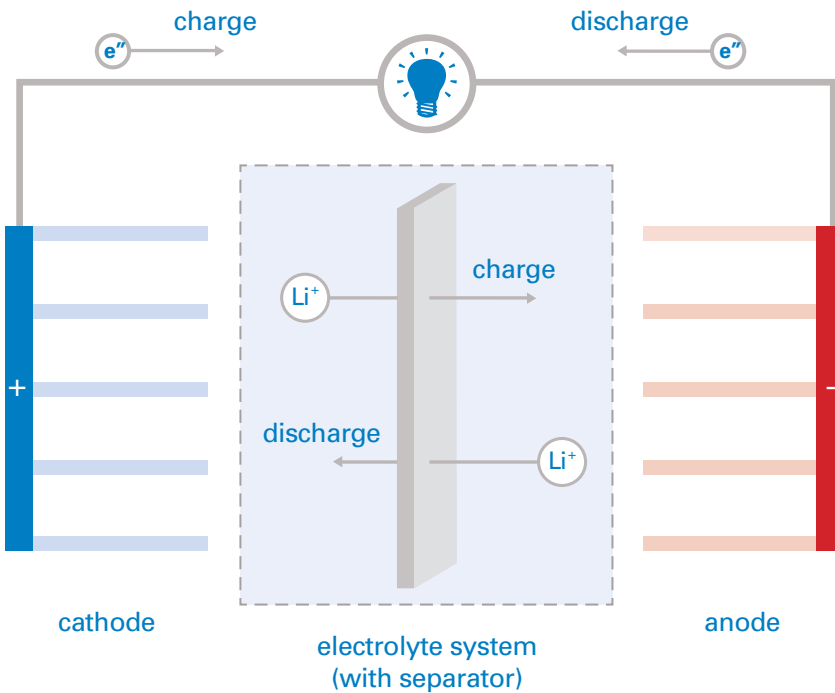 charge
discharge
e″
e″
charge
Li⁺
+
-
discharge
Li⁺
cathode
anode
electrolyte system
(with separator)